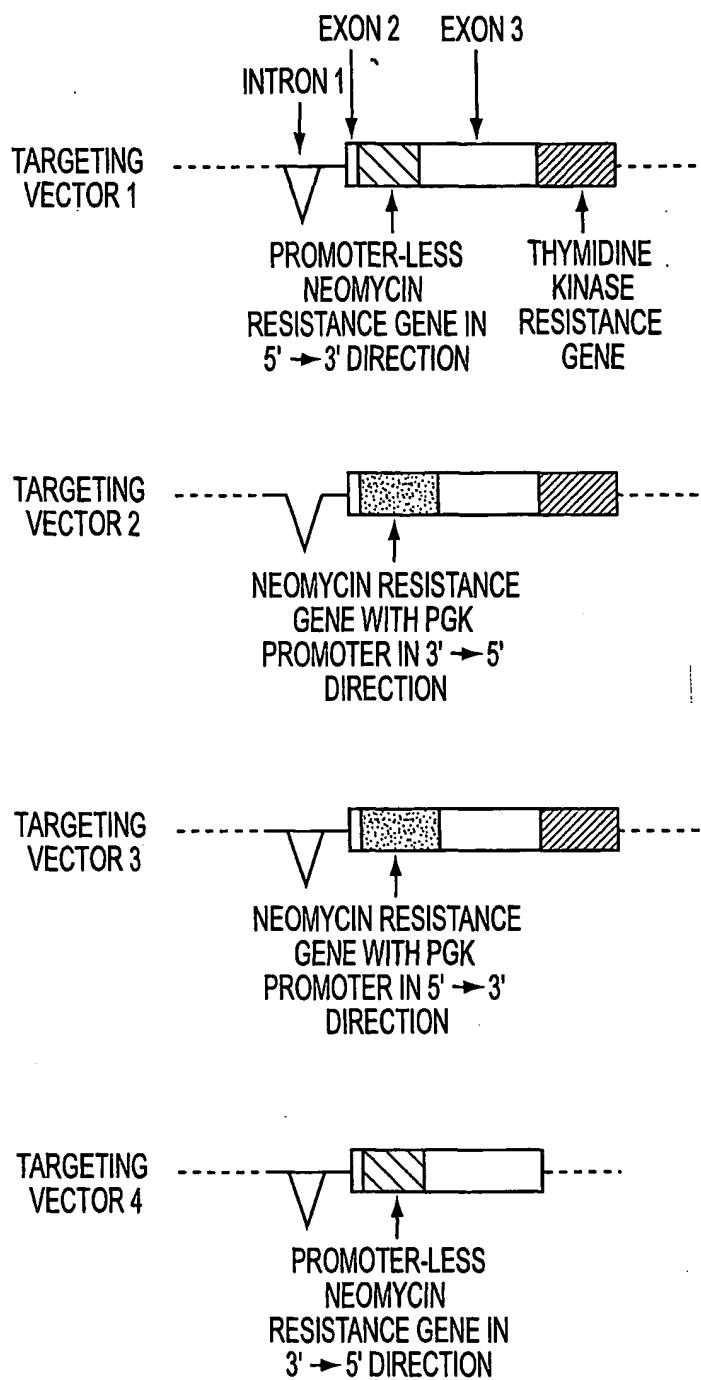 EXON 2 EXON 3
INTRON 1
TARGETING
VECTOR 1
PROMOTER-LESS
NEOMYCIN
RESISTANCE GENE IN
5' → 3' DIRECTION
THYMIDINE
KINASE
RESISTANCE
GENE
TARGETING
VECTOR 2
NEOMYCIN RESISTANCE
GENE WITH PGK
PROMOTER IN 3' → 5'
DIRECTION
TARGETING
VECTOR 3
NEOMYCIN RESISTANCE
GENE WITH PGK
PROMOTER IN 5' → 3'
DIRECTION
TARGETING
VECTOR 4
PROMOTER-LESS
NEOMYCIN
RESISTANCE GENE IN
3' → 5' DIRECTION